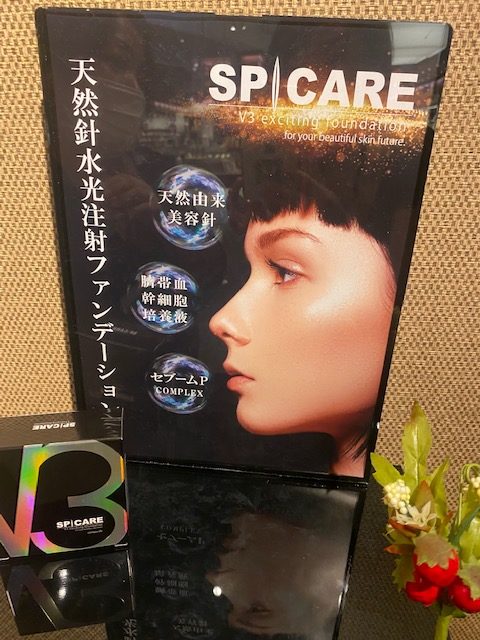 SPICARE
V3 exciting foundation
for your beautiful skin future.
天然針水光注射ファンデーション
天然由来
美容針
臍帯血
幹細胞
培養液
セブームP
COMPLEX
SPICARE
V3
SPICARE